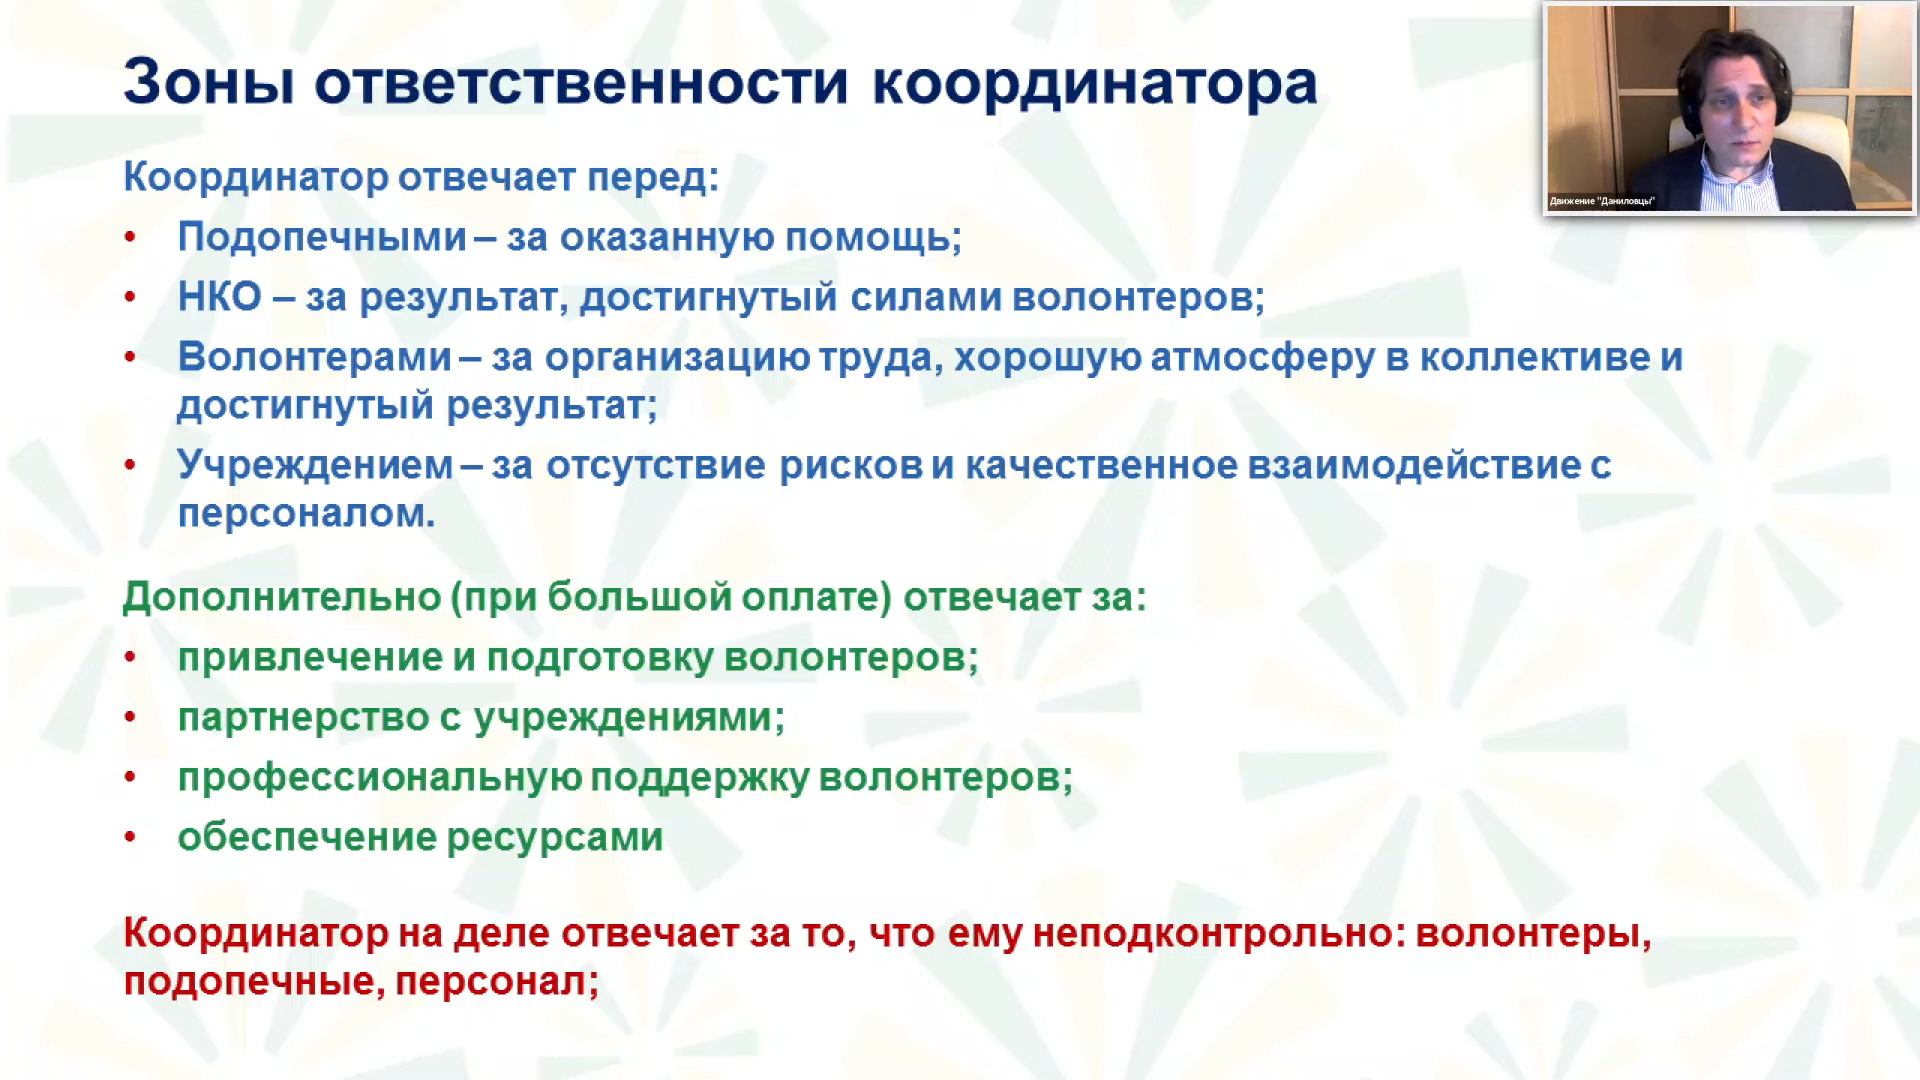 Зоны ответственности координатора
Движение "Даниловцы"
Координатор отвечает перед:
• Подопечными – за оказанную помощь;
• НКО – за результат, достигнутый силами волонтеров;
• Волонтерами – за организацию труда, хорошую атмосферу в коллективе и
достигнутый результат;
• Учреждением – за отсутствие рисков и качественное взаимодействие с
персоналом.
Дополнительно (при большой оплате) отвечает за:
• привлечение и подготовку волонтеров;
• партнерство с учреждениями;
• профессиональную поддержку волонтеров;
• обеспечение ресурсами
Координатор на деле отвечает за то, что ему неподконтрольно: волонтеры,
подопечные, персонал;